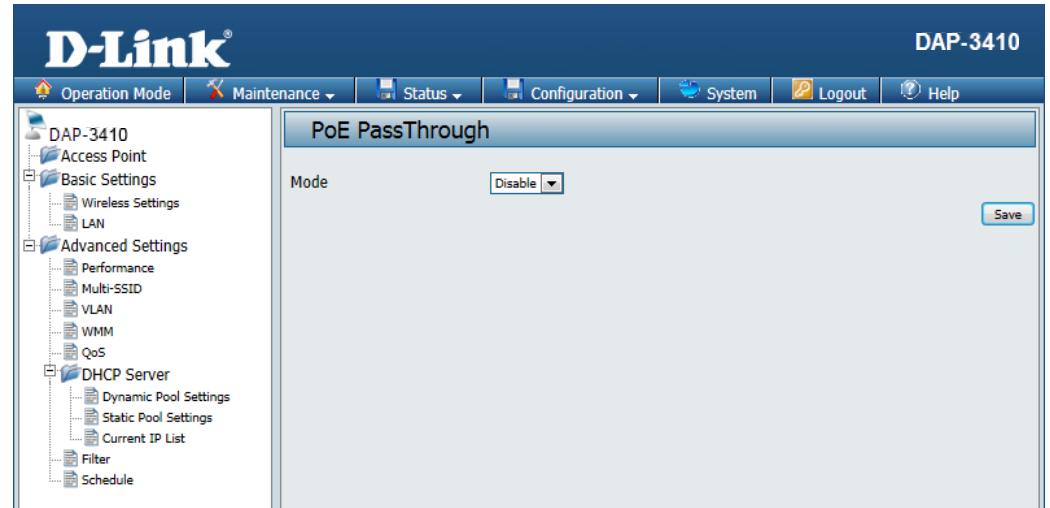 D-Link®
DAP-3410
Operation Mode Maintenance Status Configuration System Logout Help
DAP-3410
Access Point
Basic Settings
Wireless Settings
LAN
Advanced Settings
Performance
Multi-SSID
VLAN
WMM
QoS
DHCP Server
Dynamic Pool Settings
Static Pool Settings
Current IP List
Filter
Schedule
PoE PassThrough
Mode Disable
Save